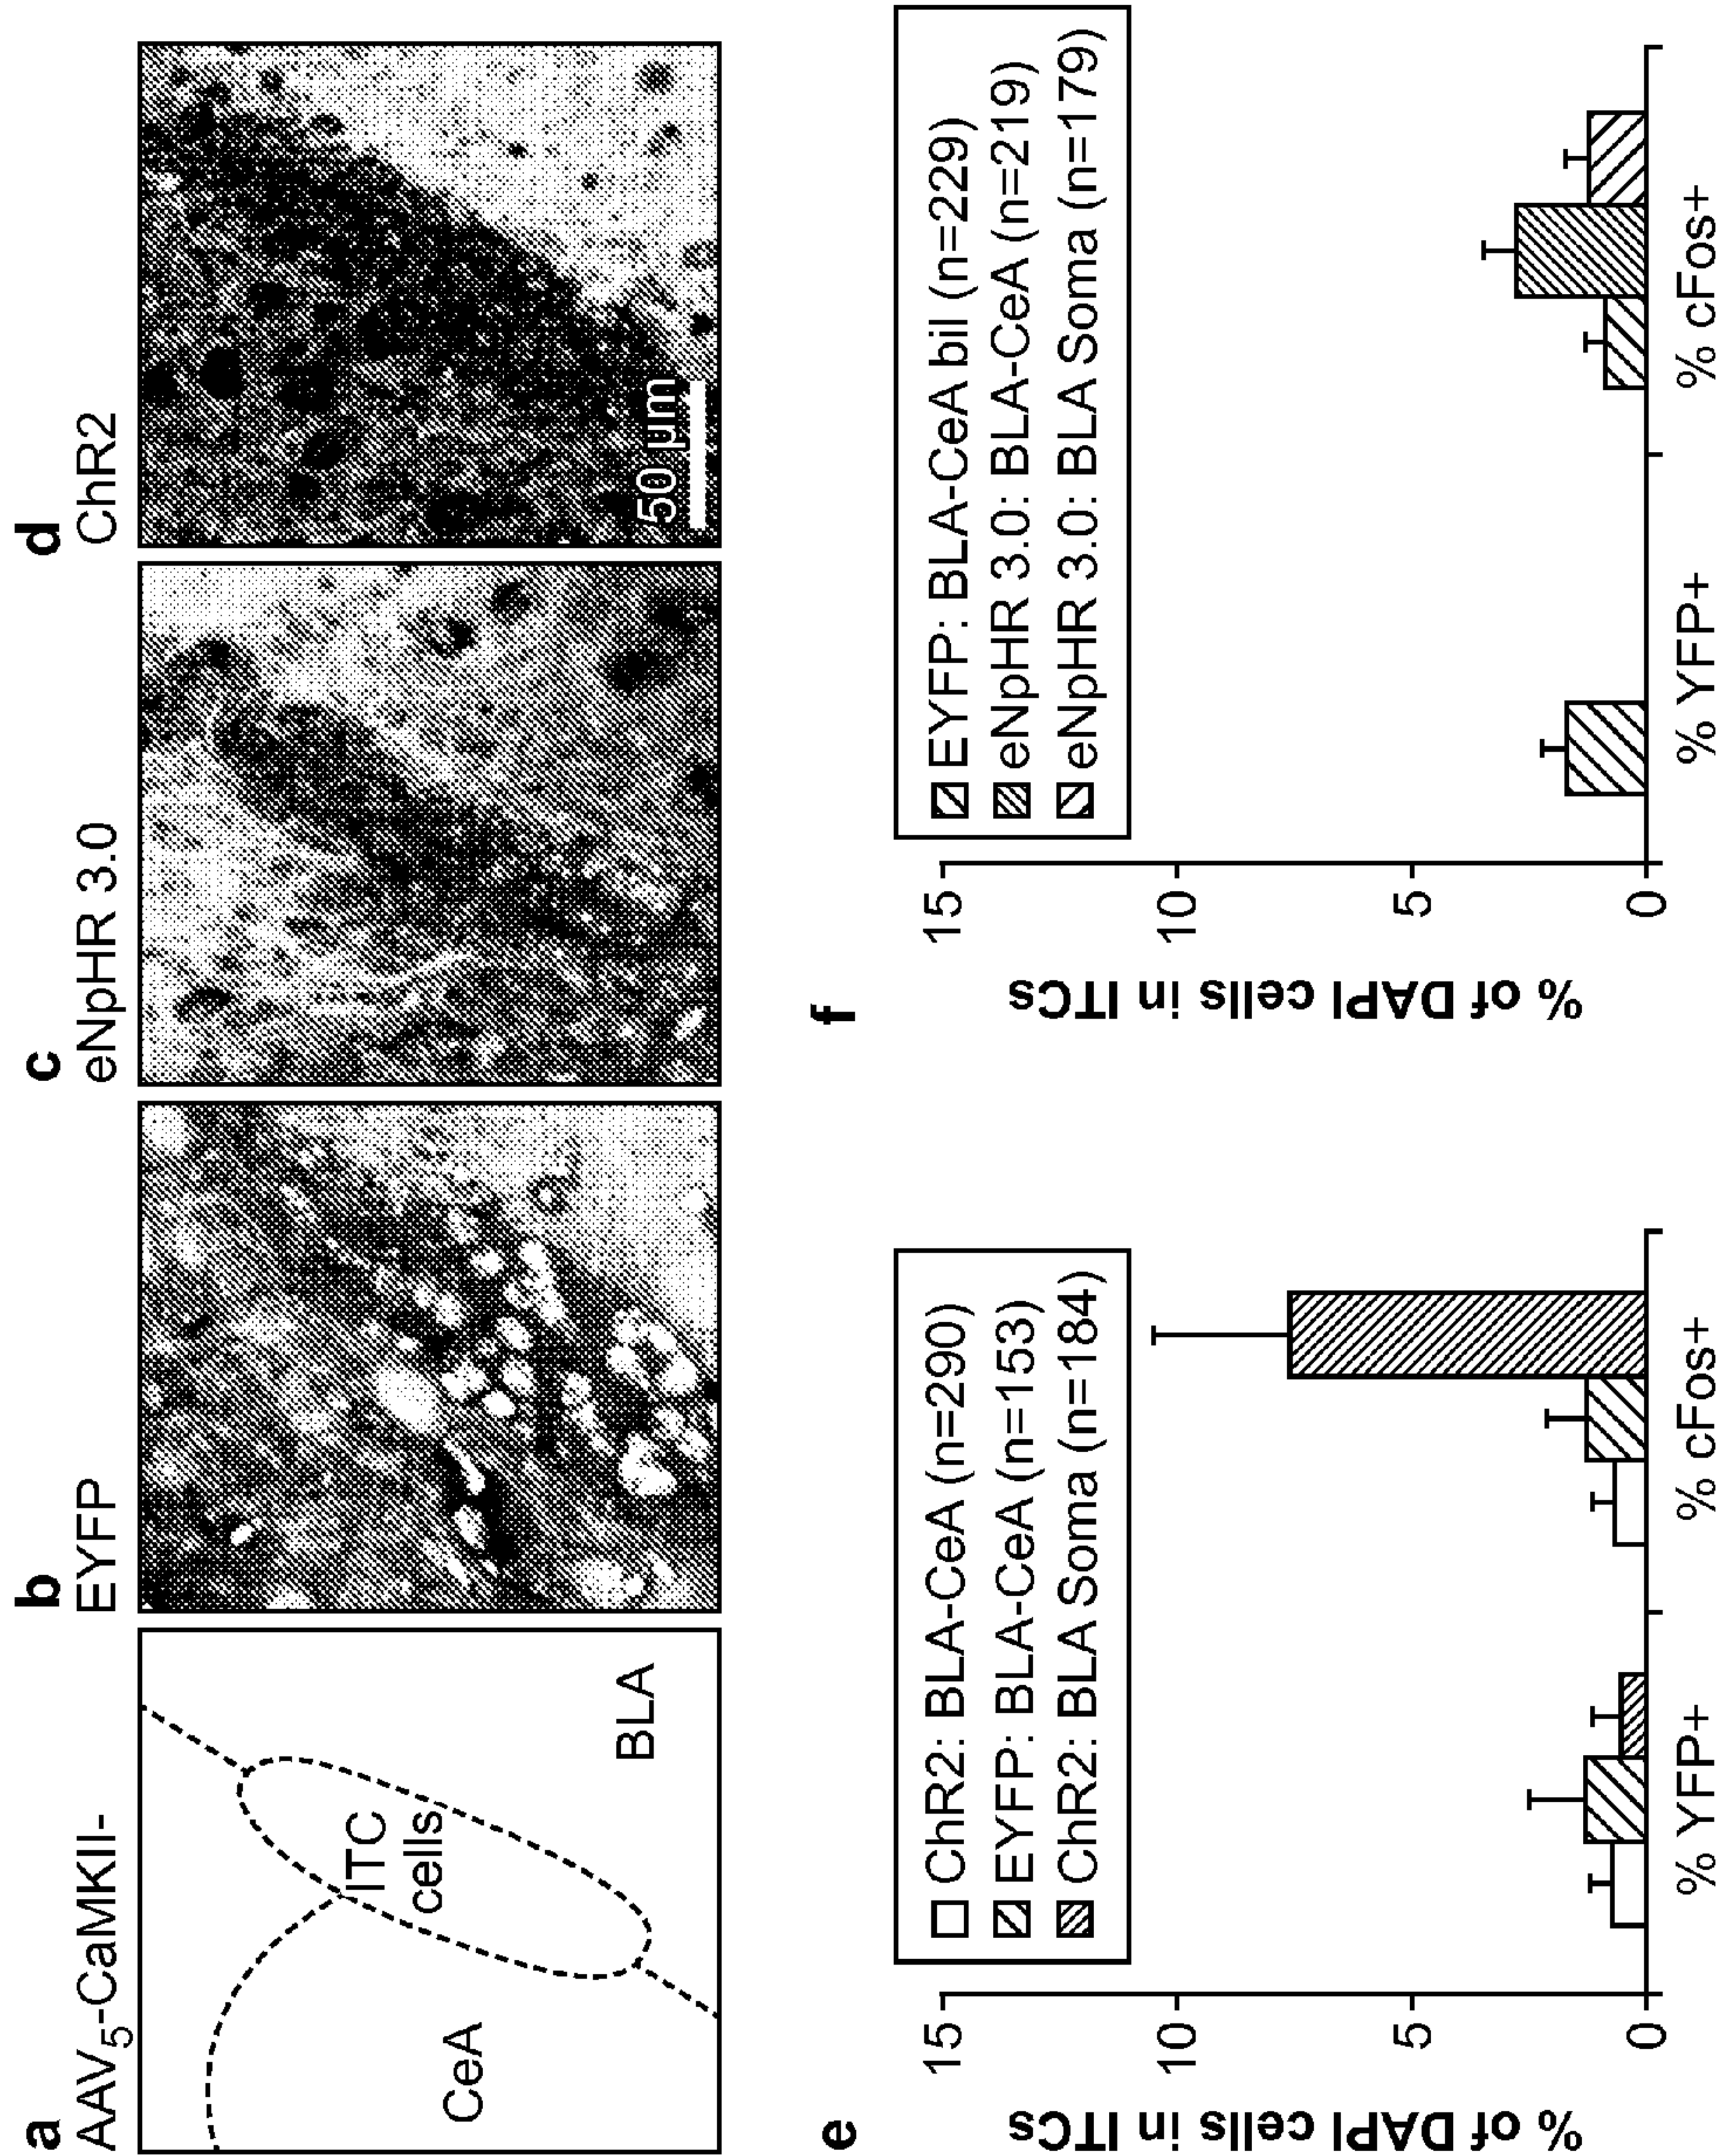 a
AAV5-CaMKII-
CeA
ITC
cells
BLA
b
EYFP
c
eNpHR 3.0
d
ChR2
50 µm
e
ChR2: BLA-CeA (n=290)
EYFP: BLA-CeA (n=153)
ChR2: BLA Soma (n=184)
% of DAPI cells in ITCs
15
10
5
0
% YFP+
% cFos+
f
EYFP: BLA-CeA bil (n=229)
eNpHR 3.0: BLA-CeA (n=219)
eNpHR 3.0: BLA Soma (n=179)
% of DAPI cells in ITCs
15
10
5
0
% YFP+
% cFos+